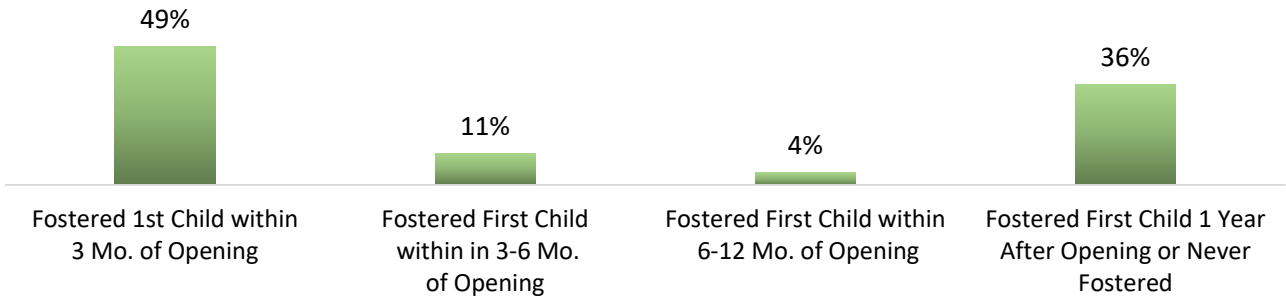 49%
11%
4%
36%
Fostered 1st Child within
3 Mo. of Opening
Fostered First Child
within in 3-6 Mo.
of Opening
Fostered First Child within
6-12 Mo. of Opening
Fostered First Child 1 Year
After Opening or Never
Fostered